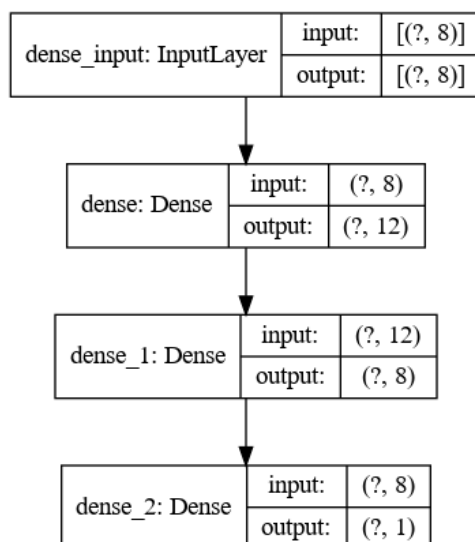 dense_input: InputLayer
input: [(?, 8)]
output: [(?, 8)]
dense: Dense
input: (?, 8)
output: (?, 12)
dense_1: Dense
input: (?, 12)
output: (?, 8)
dense_2: Dense
input: (?, 8)
output: (?, 1)